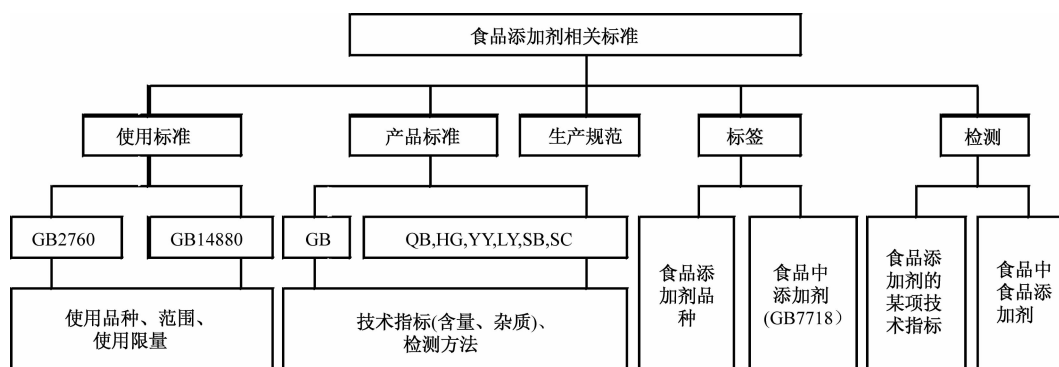 食品添加剂相关标准
使用标准
产品标准
生产规范
标签
检测
GB2760
GB14880
GB
QB,HG,YY,LY,SB,SC
使用品种、范围、
使用限量
技术指标(含量、杂质)、
检测方法
食品添
加剂品
种
食品中
添加剂
(GB7718）
食品添
加剂的
某项技
术指标
食品中
食品添
加剂